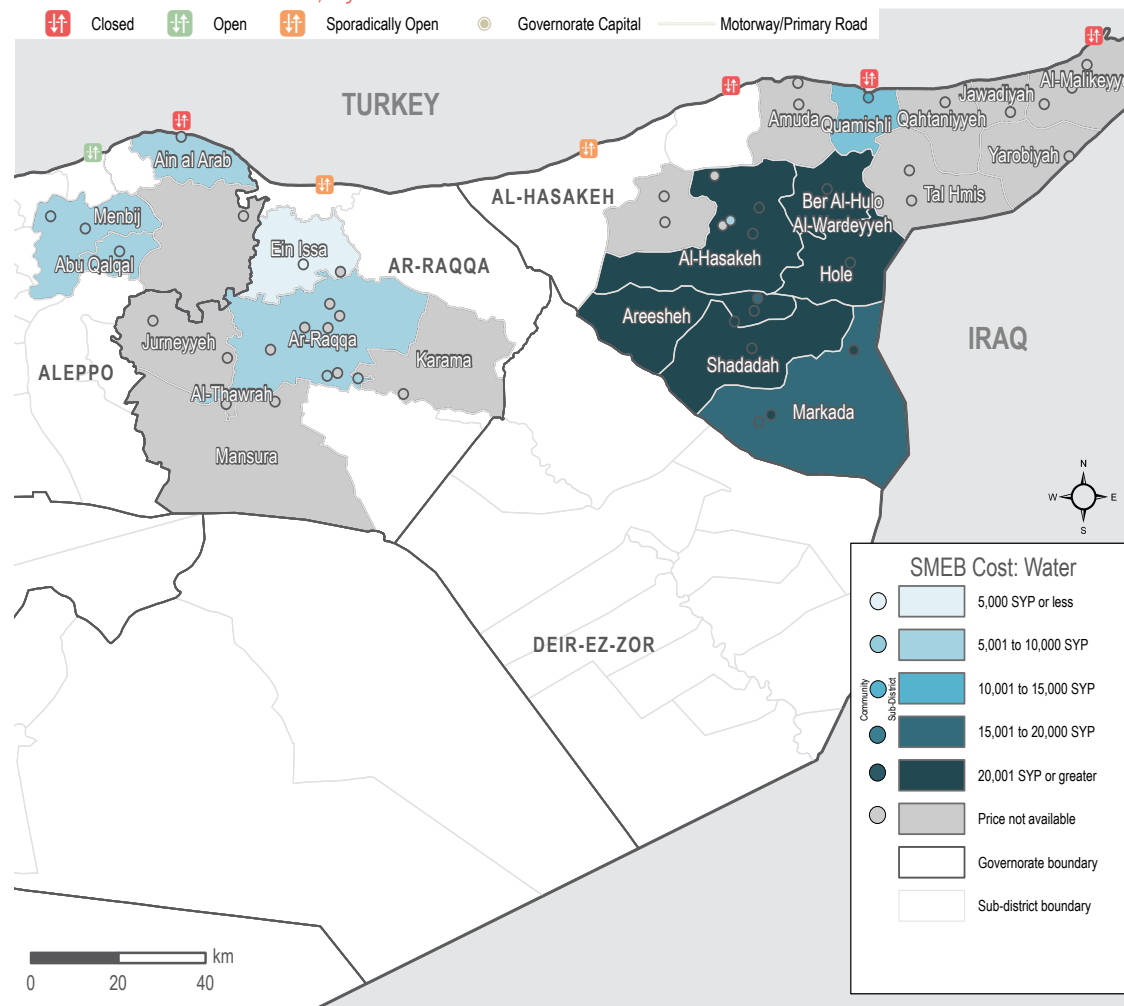 Closed
Open
Sporadically Open
Governorate Capital
Motorway/Primary Road
TURKEY
Al-Malikeyye
Jawadiyah
Amuda
Quamishli
Qahtaniyyeh
Ain al Arab
Yarobiyah
AL-HASAKEH
Tal Hmis
Ber Al-Hulo
Al-Wardeyyeh
Menbij
Ein Issa
Abu Qalqal
Al-Hasakeh
AR-RAQQA
Hole
Areesheh
IRAQ
Jurneyyeh
Ar-Raqqa
Karama
Shadadah
ALEPPO
Al-Thawrah
Markada
Mansura
N
W
E
S
DEIR-EZ-ZOR
SMEB Cost: Water
5,000 SYP or less
5,001 to 10,000 SYP
Community
Sub-District
10,001 to 15,000 SYP
15,001 to 20,000 SYP
20,001 SYP or greater
Price not available
Governorate boundary
Sub-district boundary
km
0 20 40